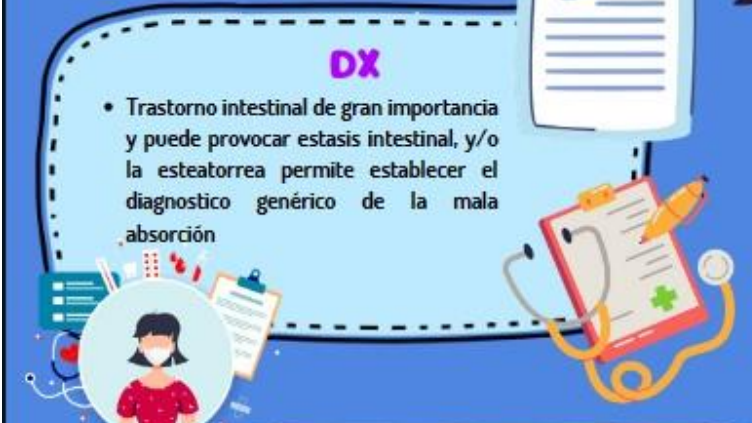 DX
• Trastorno intestinal de gran importancia
y puede provocar estasis intestinal, y/o
la esteatorrea permite establecer el
diagnostico genérico de la mala
absorción